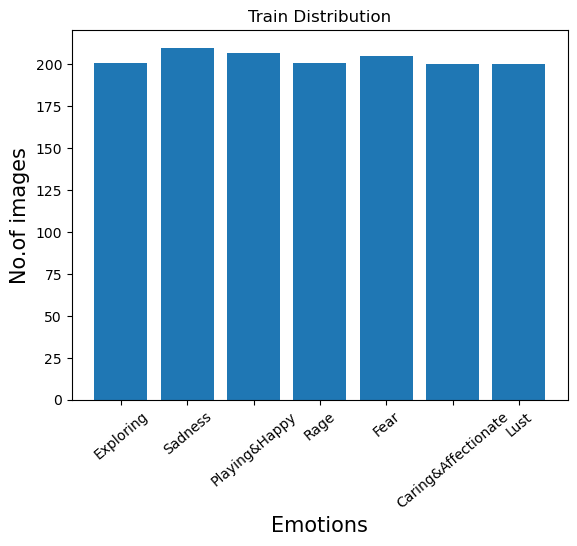 Train Distribution
No.of images
200
175
150
125
100
75
50
25
0
Exploring
Sadness
Playing&Happy
Rage
Fear
Caring&Affectionate
Lust
Emotions